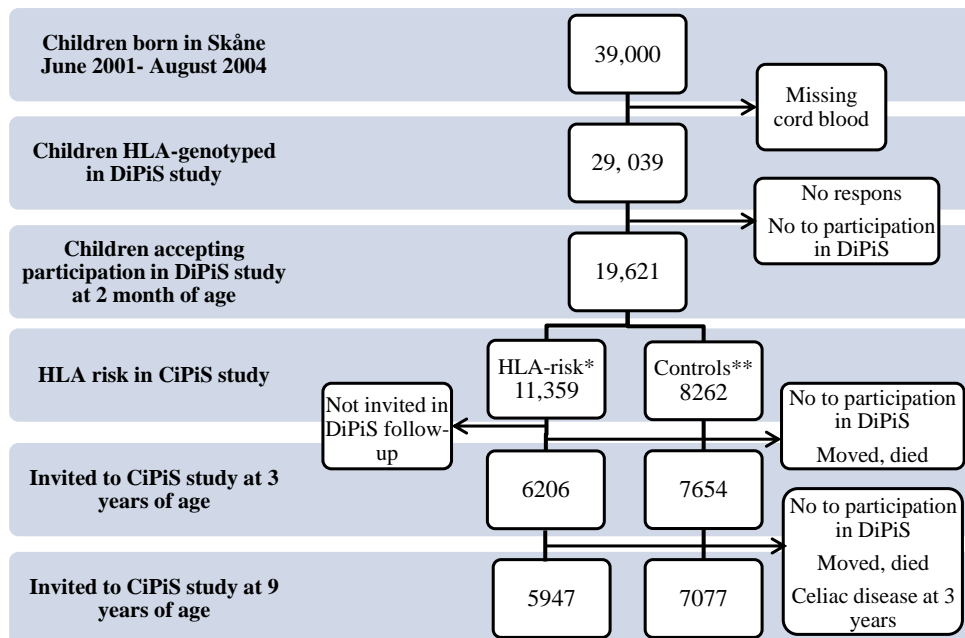 Children born in Skåne
June 2001- August 2004
39,000
Missing
cord blood
Children HLA-genotyped
in DiPiS study
29, 039
No respons
No to participation
in DiPiS
Children accepting
participation in DiPiS study
at 2 month of age
19,621
HLA risk in CiPiS study
HLA-risk*
11,359
Controls**
8262
Not invited in
DiPiS follow-
up
No to participation
in DiPiS
Moved, died
Invited to CiPiS study at 3
years of age
6206
7654
No to participation
in DiPiS
Moved, died
Celiac disease at 3
years
Invited to CiPiS study at 9
years of age
5947
7077